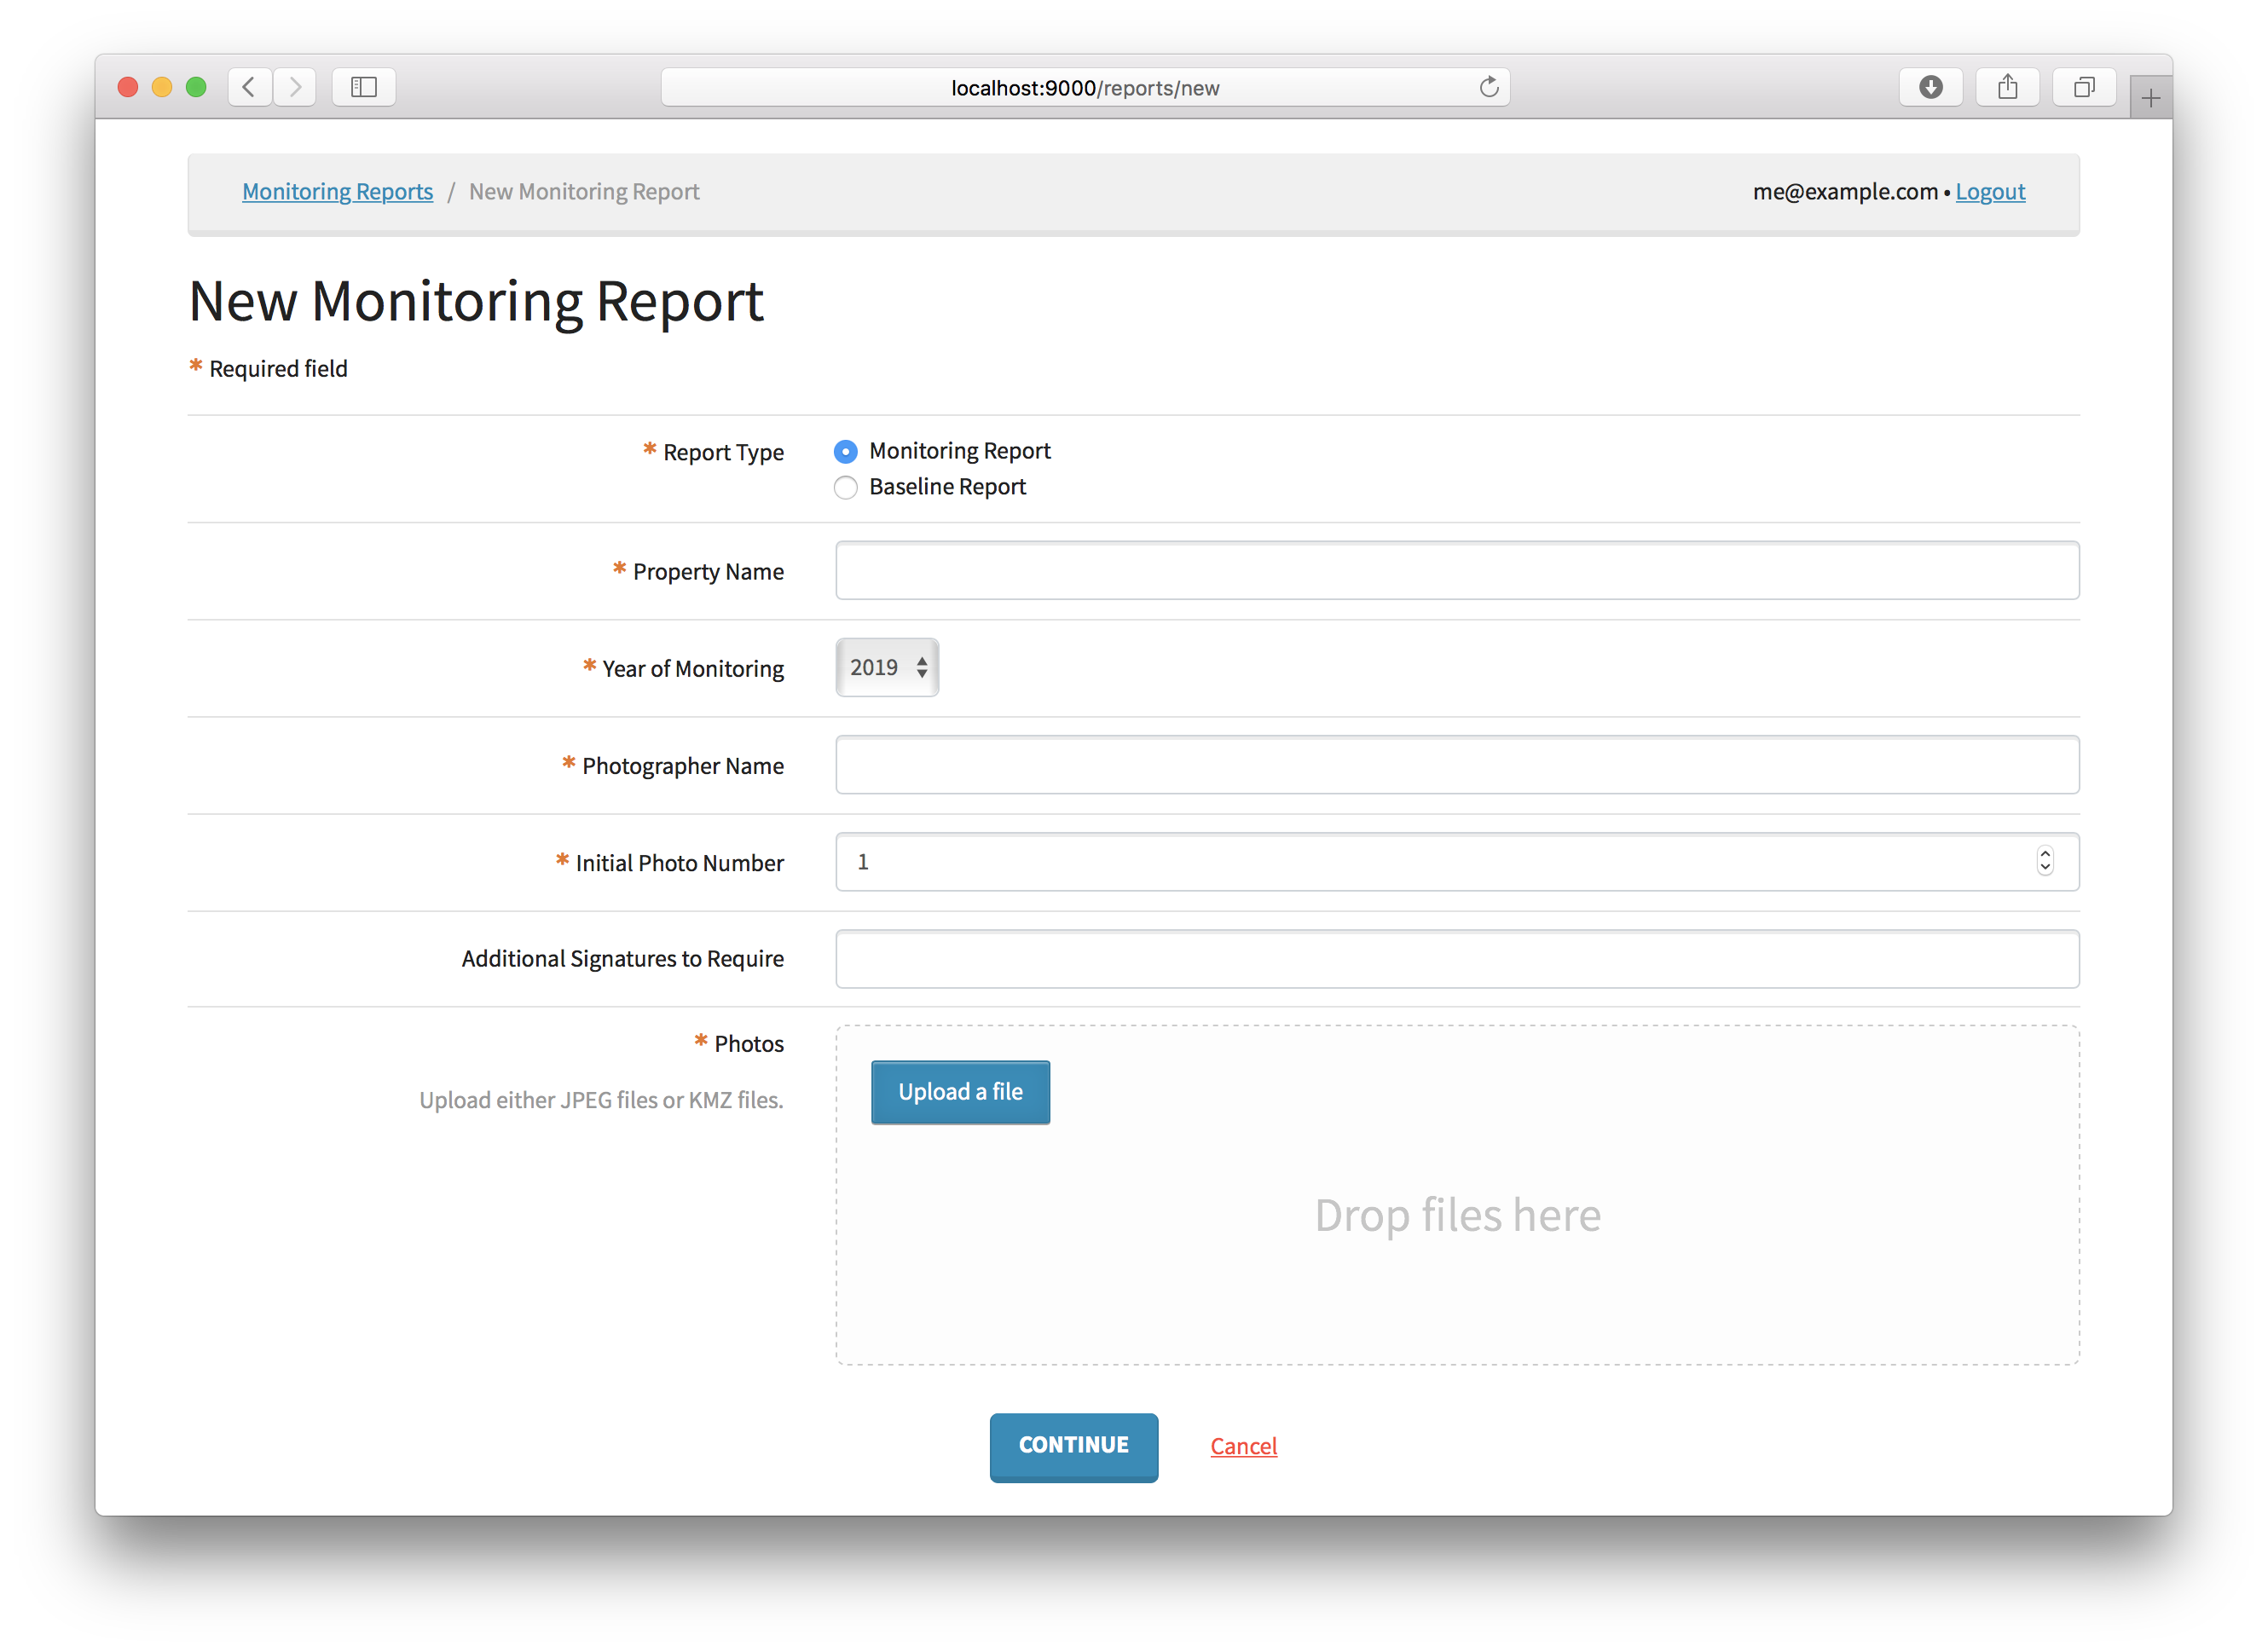 localhost:9000/reports/new
Monitoring Reports / New Monitoring Report
me@example.com • Logout
New Monitoring Report
* Required field
* Report Type
Monitoring Report
Baseline Report
* Property Name
* Year of Monitoring
2019
* Photographer Name
* Initial Photo Number
1
Additional Signatures to Require
* Photos
Upload either JPEG files or KMZ files.
Upload a file
Drop files here
CONTINUE
Cancel